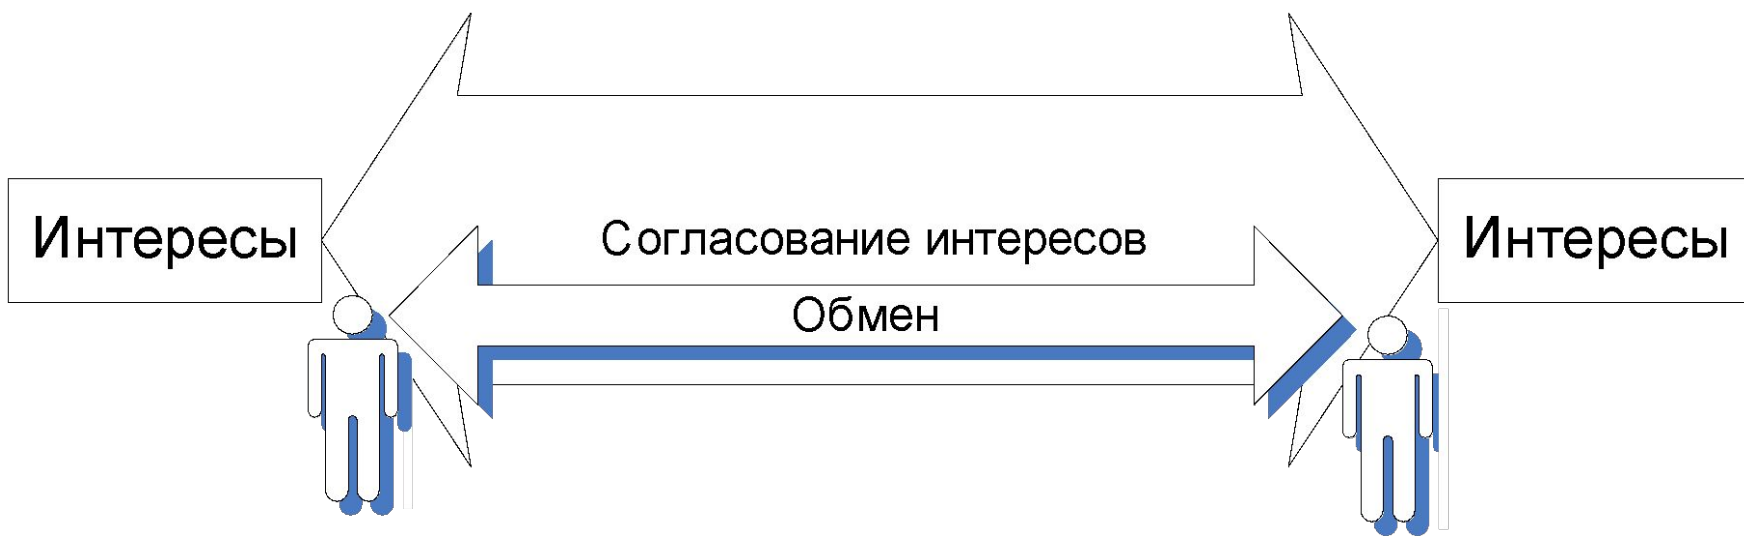 Интересы
Согласование интересов
Интересы
Обмен